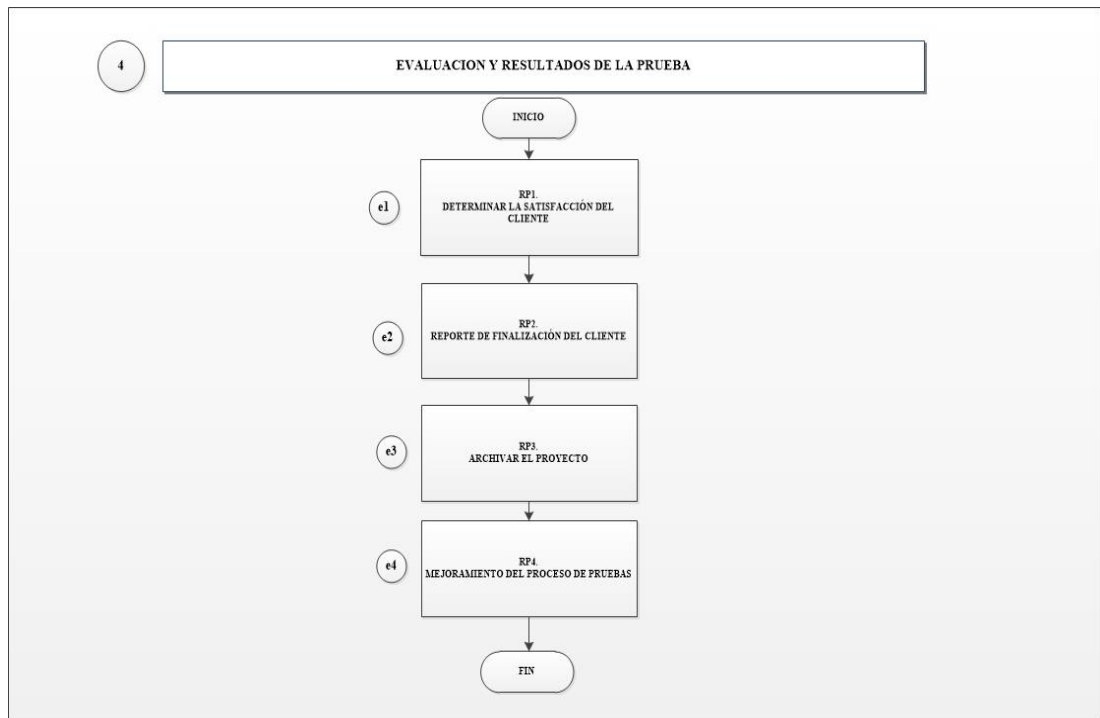 4
EVALUACION Y RESULTADOS DE LA PRUEBA
INICIO
e1
RP1.
DETERMINAR LA SATISFACCIÓN DEL
CLIENTE
e2
RP2.
REPORTE DE FINALIZACIÓN DEL CLIENTE
e3
RP3.
ARCHIVAR EL PROYECTO
e4
RP4.
MEJORAMIENTO DEL PROCESO DE PRUEBAS
FIN